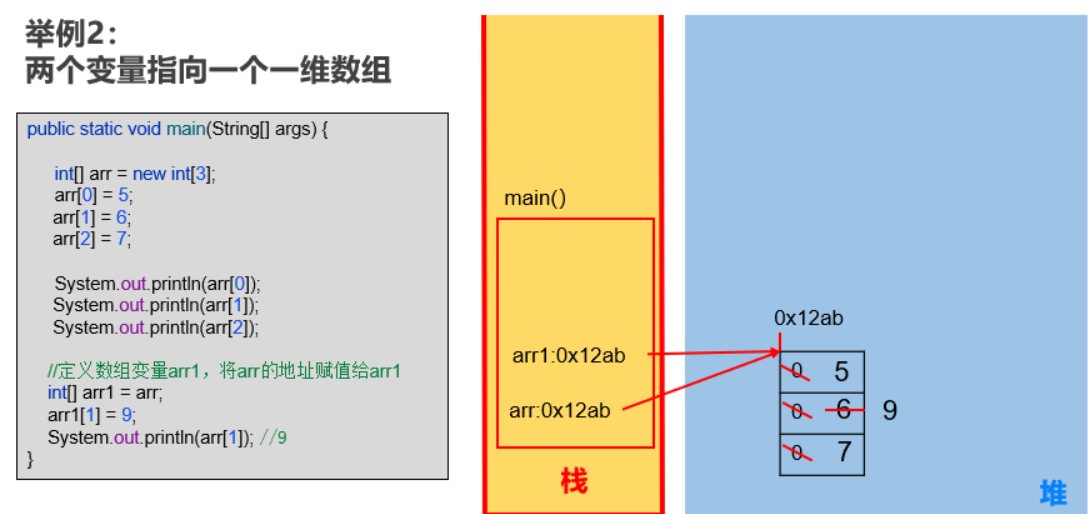 举例2：
两个变量指向一个一维数组
public static void main(String[] args) {
int[] arr = new int[3];
arr[0] = 5;
arr[1] = 6;
arr[2] = 7;
System.out.println(arr[0]);
System.out.println(arr[1]);
System.out.println(arr[2]);
//定义数组变量arr1，将arr的地址赋值给arr1
int[] arr1 = arr;
arr1[1] = 9;
System.out.println(arr[1]); //9
}
main()
arr1:0x12ab
arr:0x12ab
栈
0x12ab
0 5
0 6 9
0 7
堆